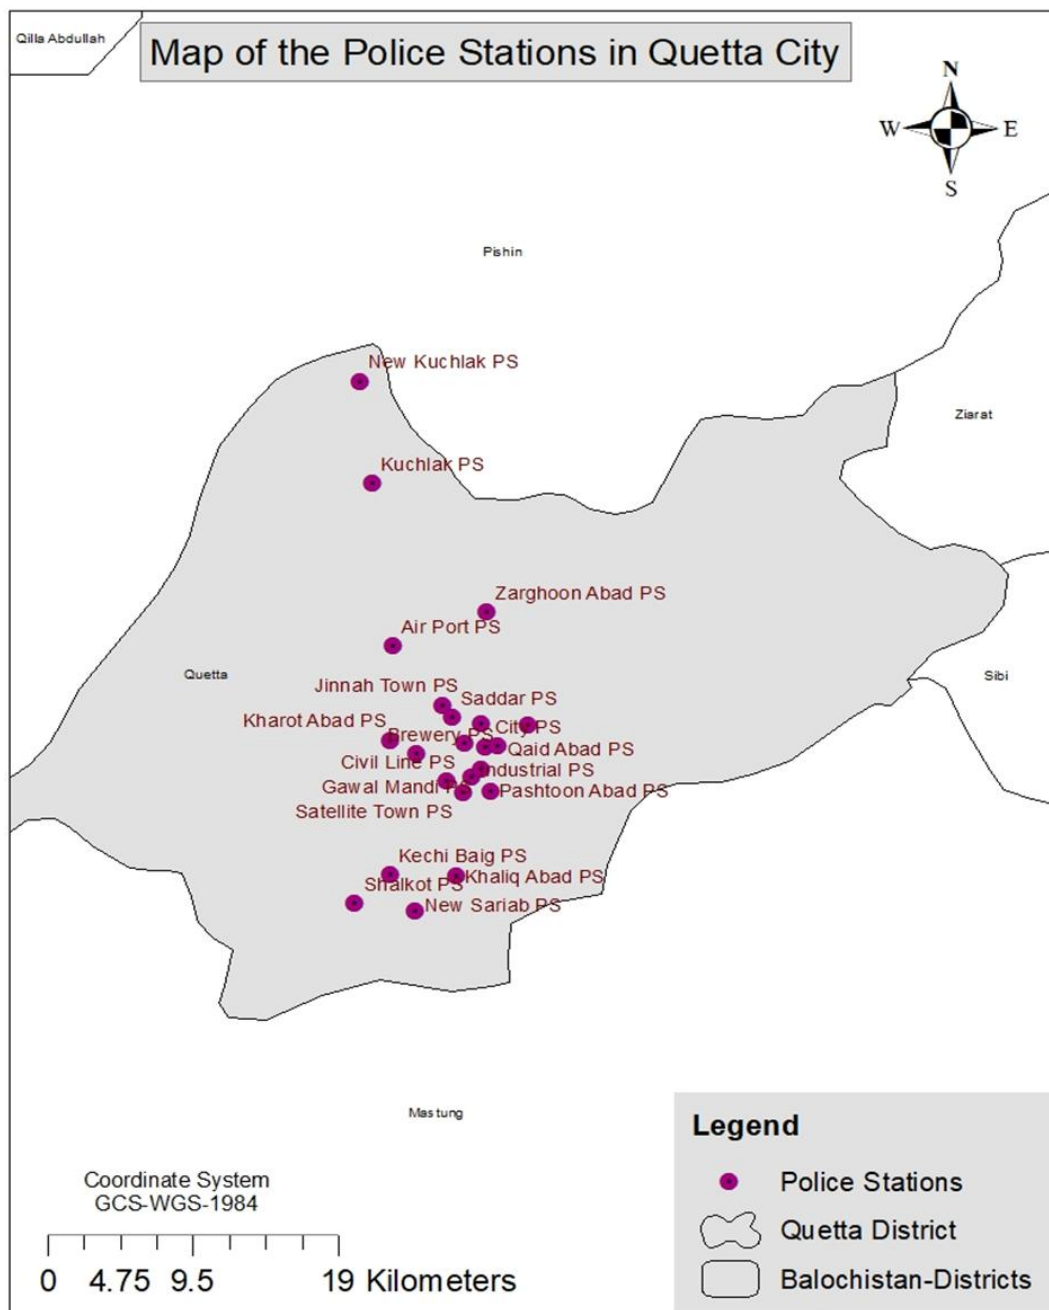 Qilla Abdullah
Map of the Police Stations in Quetta City
N
W E
S
Pishin
New Kuchlak PS
Ziarat
Kuchlak PS
Zarghoon Abad PS
Air Port PS
Quetta
Sibi
Jinnah Town PS
Saddar PS
Kharot Abad PS
City PS
Brewery PS
Qaid Abad PS
Civil Line PS
Industrial PS
Gawal Mandi PS
Pashtoon Abad PS
Satellite Town PS
Kechi Baig PS
Khaliq Abad PS
Shalkot PS
New Sariab PS
Mastung
Legend
Police Stations
Quetta District
Balochistan-Districts
Coordinate System
GCS-WGS-1984
0 4.75 9.5 19 Kilometers